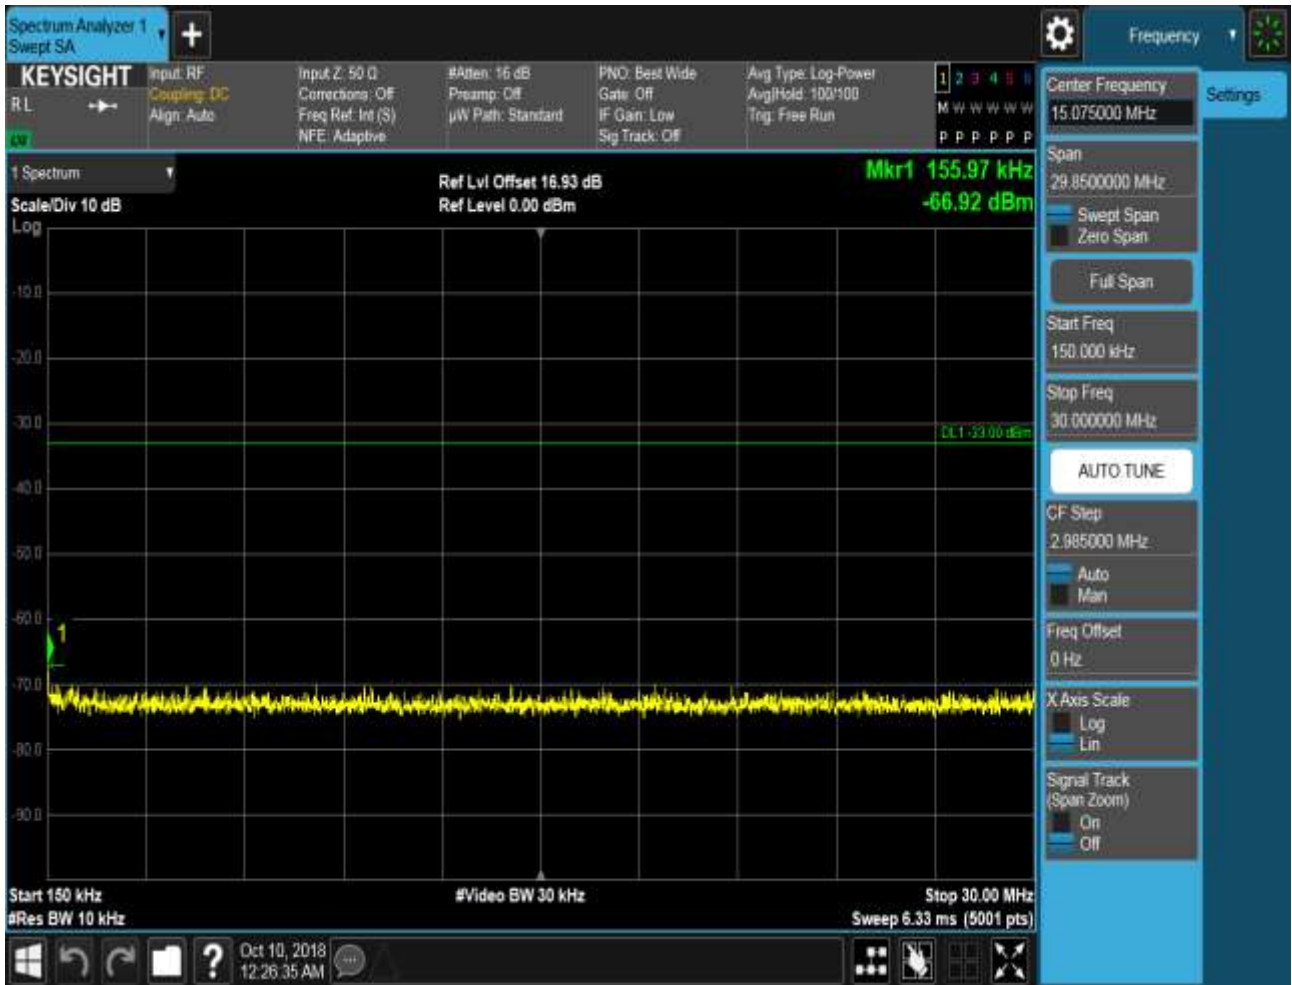 Spectrum Analyzer 1
Swept SA
+
Frequency
KEYSIGHT
RL
LXI
Input: RF
Coupling: DC
Align: Auto
Input Z: 50 Ω
Corrections: Off
Freq Ref: Int (S)
NFE: Adaptive
#Atten: 16 dB
Preamp: Off
µW Path: Standard
PNO: Best Wide
Gate: Off
IF Gain: Low
Sig Track: Off
Avg Type: Log-Power
Avg|Hold: 100/100
Trig: Free Run
1 2 3 4 5 6
M W W W W W
P P P P P P
1 Spectrum
Scale/Div 10 dB
Log
Ref Lvl Offset 16.93 dB
Ref Level 0.00 dBm
Mkr1 155.97 kHz
-66.92 dBm
-10.0
-20.0
-30.0
DL1 -33.00 dBm
-40.0
-50.0
-60.0
1
-70.0
-80.0
-90.0
Start 150 kHz
#Video BW 30 kHz
Stop 30.00 MHz
#Res BW 10 kHz
Sweep 6.33 ms (5001 pts)
?
Oct 10, 2018
12:26:35 AM
Center Frequency
15.075000 MHz
Settings
Span
29.8500000 MHz
Swept Span
Zero Span
Full Span
Start Freq
150.000 kHz
Stop Freq
30.000000 MHz
AUTO TUNE
CF Step
2.985000 MHz
Auto
Man
Freq Offset
0 Hz
X Axis Scale
Log
Lin
Signal Track
(Span Zoom)
On
Off